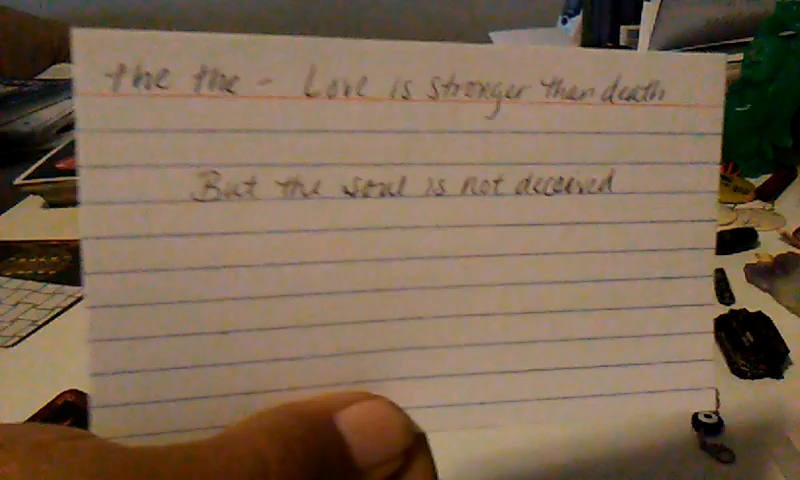 the the - Love is stronger than death
But the soul is not deceived